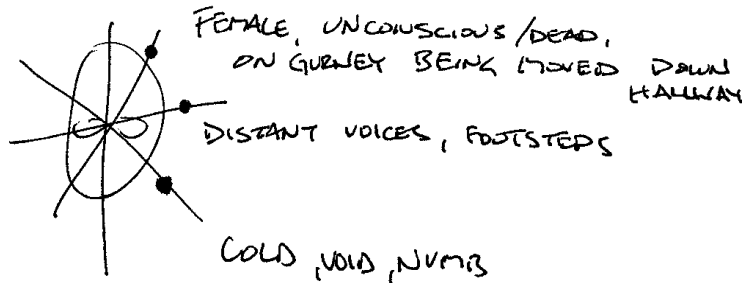 FEMALE, UNCONSCIOUS/DEAD,
ON GURNEY BEING MOVED DOWN
HALLWAY
DISTANT VOICES, FOOTSTEPS
COLD, VOID, NUMB